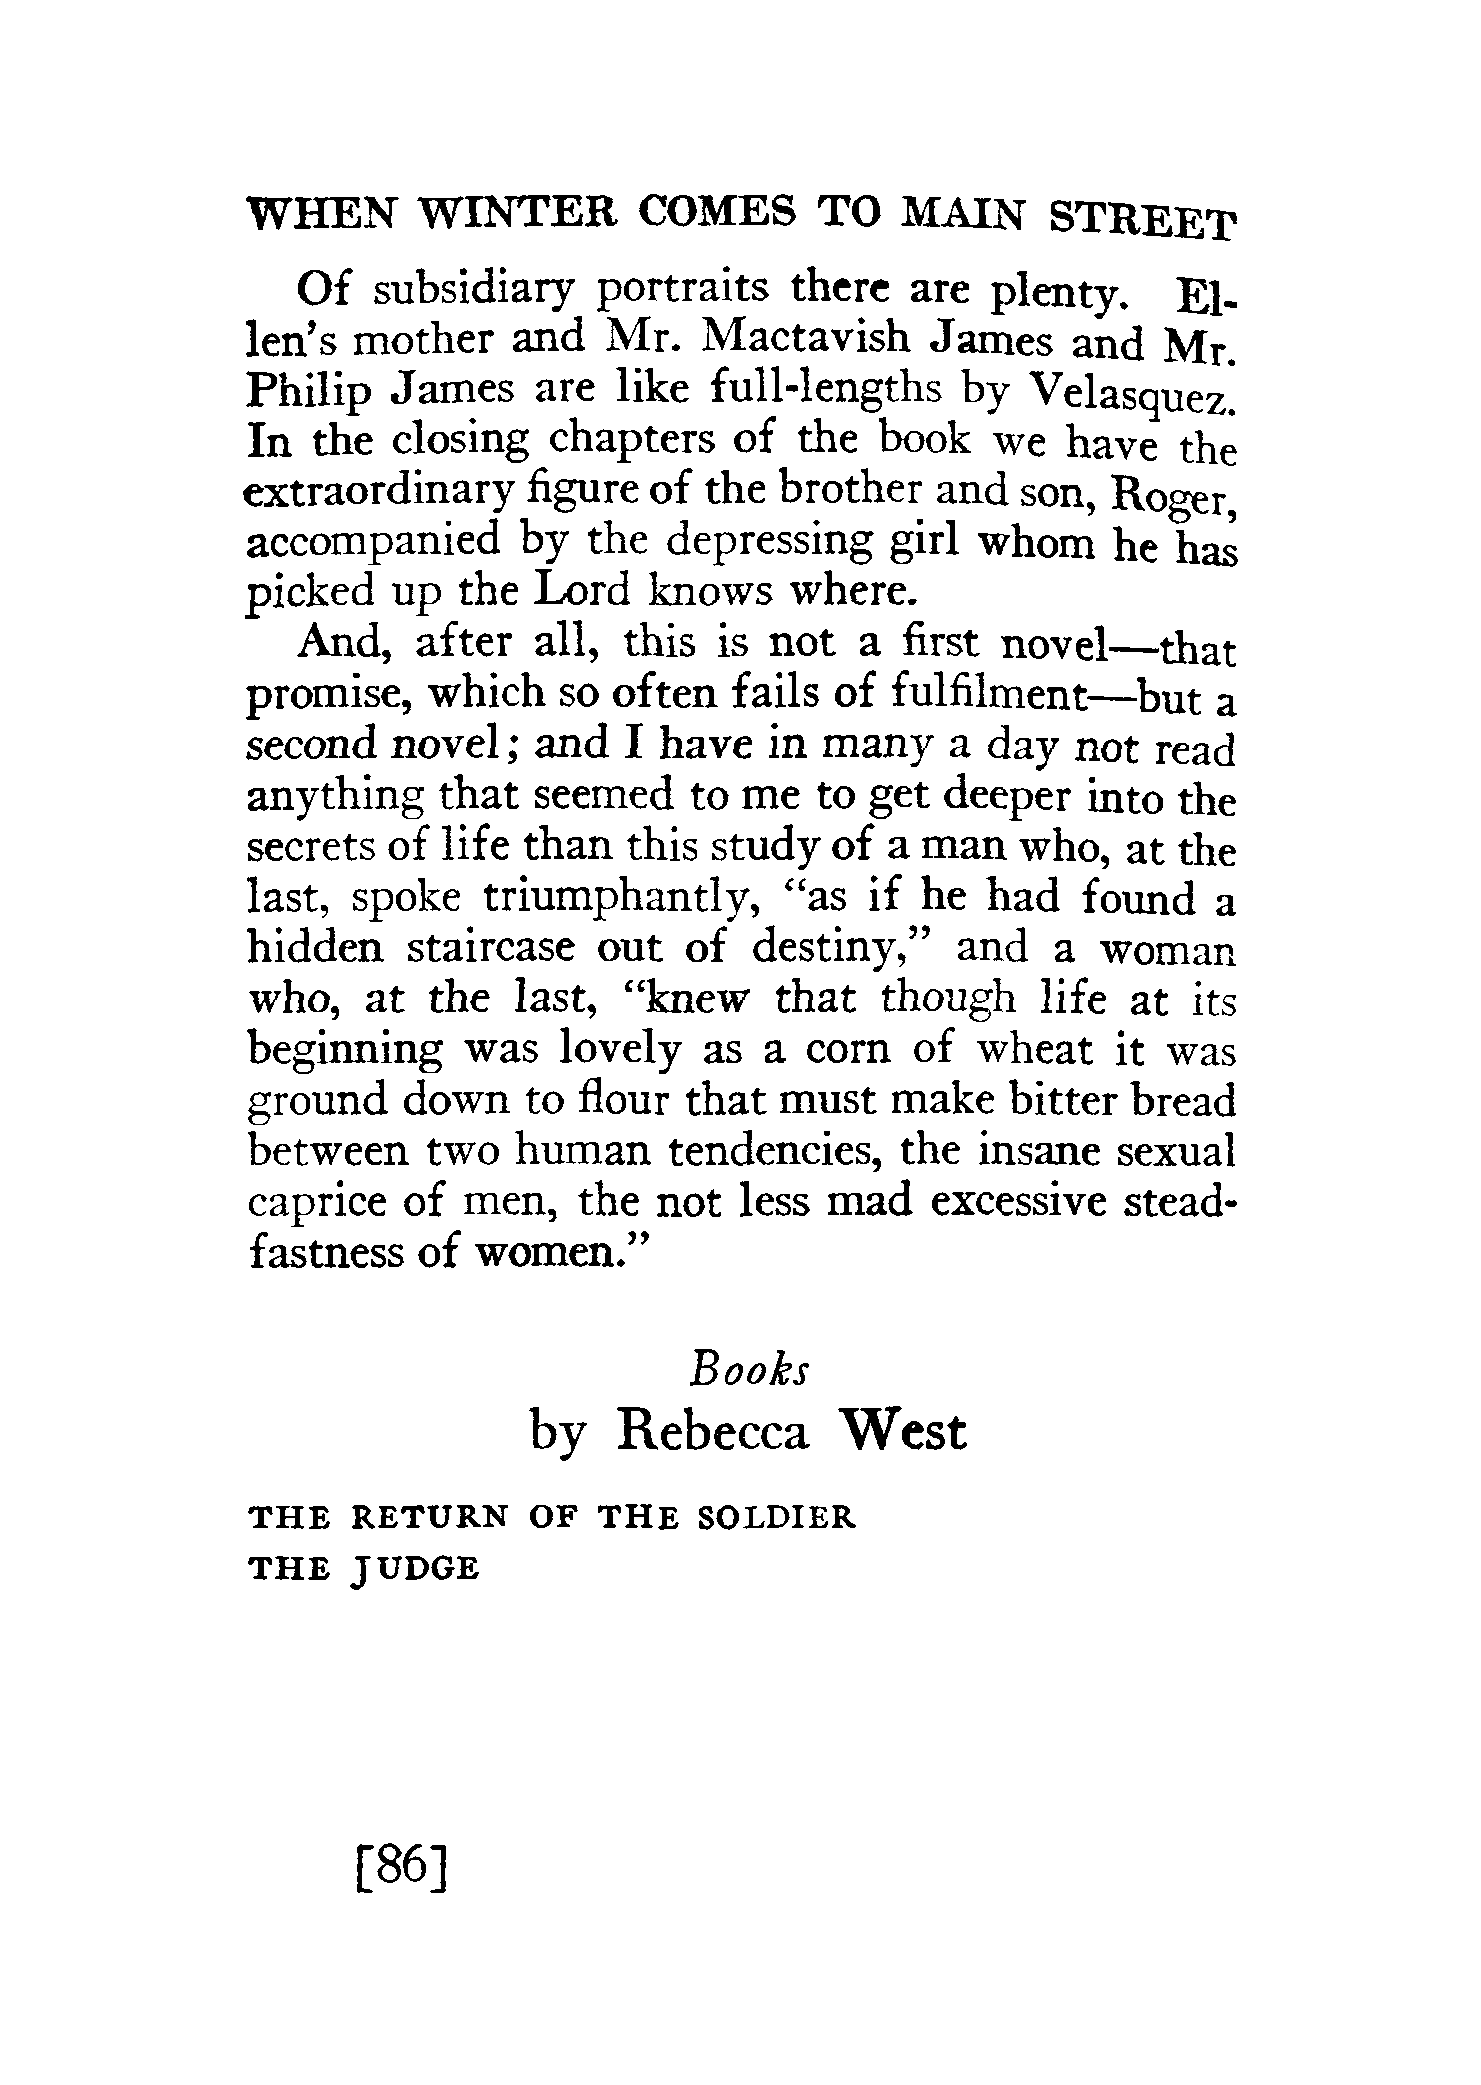 WHEN WINTER COMES TO MAIN STREET
Of subsidiary portraits there are plenty. El-
len's mother and Mr. Mactavish James and Mr.
Philip James are like full-lengths by Velasquez.
In the closing chapters of the book we have the
extraordinary figure of the brother and son, Roger,
accompanied by the depressing girl whom he has
picked up the Lord knows where.
And, after all, this is not a first novel—that
promise, which so often fails of fulfilment—but a
second novel; and I have in many a day not read
anything that seemed to me to get deeper into the
secrets of life than this study of a man who, at the
last, spoke triumphantly, “as if he had found a
hidden staircase out of destiny,” and a woman
who, at the last, “knew that though life at its
beginning was lovely as a corn of wheat it was
ground down to flour that must make bitter bread
between two human tendencies, the insane sexual
caprice of men, the not less mad excessive stead-
fastness of women.”
Books
by Rebecca West
THE RETURN OF THE SOLDIER
THE JUDGE
[86]